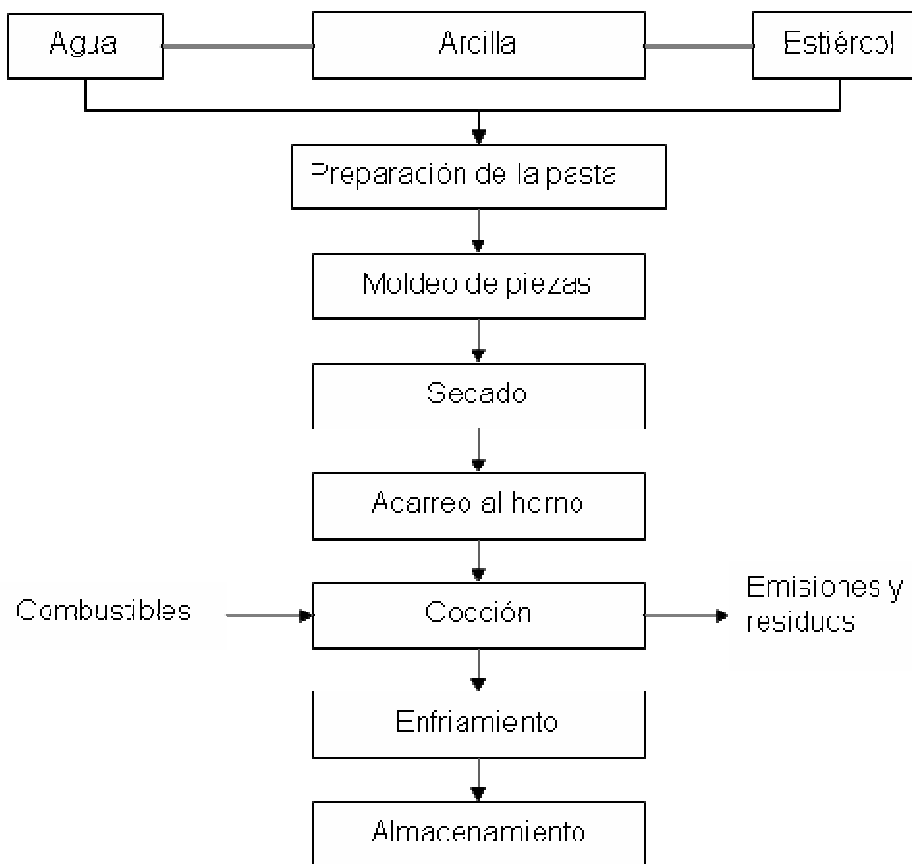 Agua
Arcilla
Estiércol
Preparación de la pasta
Moldeo de piezas
Secado
Acarreo al horno
Combustibles
Cocción
Emisiones y
residuos
Enfriamiento
Almacenamiento